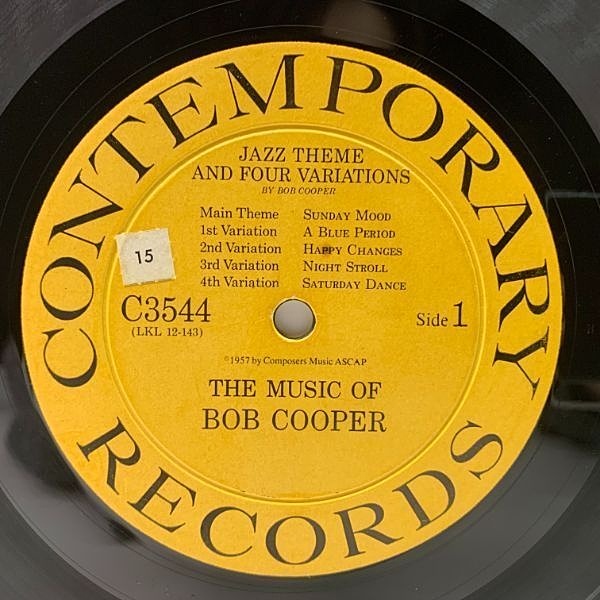 CONTEMPORARY
JAZZ THEME
AND FOUR VARIATIONS
BY BOB COOPER
Main Theme SUNDAY MOOD
1st Variation A BLUE PERIOD
2nd Variation HAPPY CHANGES
3rd Variation NIGHT STROLL
4th Variation SATURDAY DANCE
15
C3544
(LKL 12-143)
Side 1
©1957 by Composers Music ASCAP
THE MUSIC OF
BOB COOPER
RECORDS